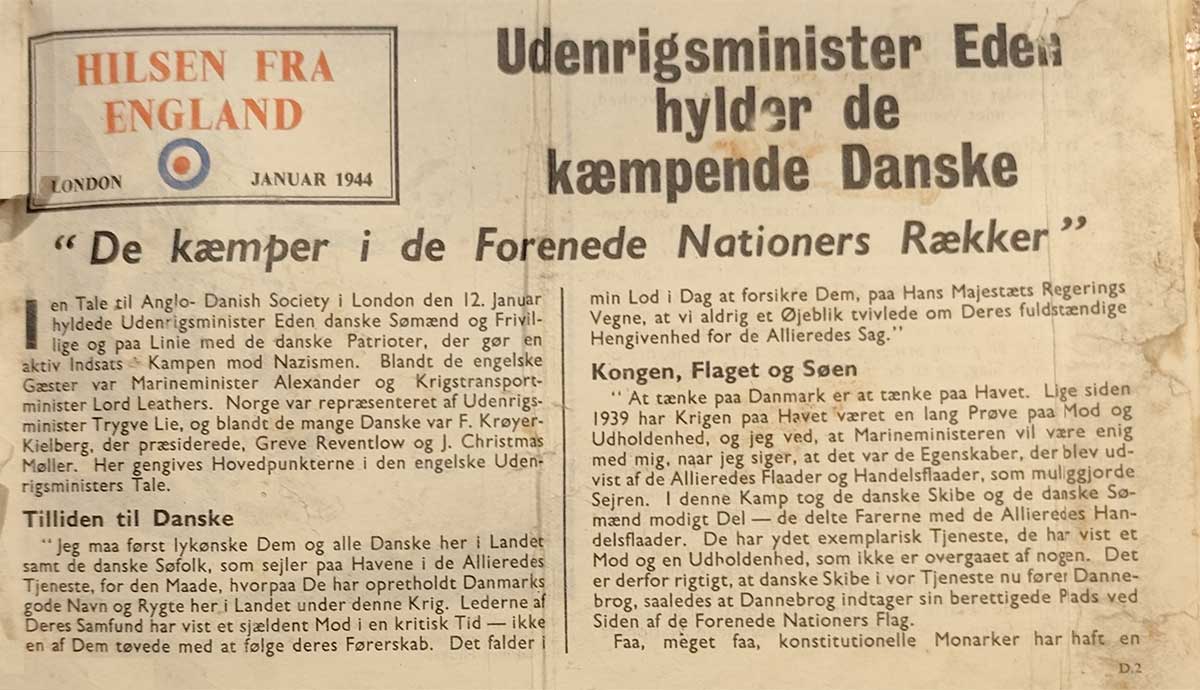 HILSEN FRA
ENGLAND
LONDON
JANUAR 1944
Udenrigsminister Eden
hylder de
kæmpende Danske
“ De kæmper i de Forenede Nationers Rækker ”
I en Tale til Anglo- Danish Society i London den 12. Januar
hyldede Udenrigsminister Eden danske Sømænd og Frivil-
lige og paa Linie med de danske Patrioter, der gør en
aktiv Indsats Kampen mod Nazismen. Blandt de engelske
Gæster var Marineminister Alexander og Krigstransport-
minister Lord Leathers. Norge var repræsenteret af Udenrigs-
minister Trygve Lie, og blandt de mange Danske var F. Krøyer-
Kielberg, der præsiderede, Greve Reventlow og J. Christmas
Møller. Her gengives Hovedpunkterne i den engelske Uden-
rigsministers Tale.
Tilliden til Danske
“ Jeg maa først lykønske Dem og alle Danske her i Landet
samt de danske Søfolk, som sejler paa Havene i de Allieredes
Tjeneste, for den Maade, hvorpaa De har opretholdt Danmarks
gode Navn og Rygte her i Landet under denne Krig. Lederne af
Deres Samfund har vist et sjældent Mod i en kritisk Tid — ikke
en af Dem tøvede med at følge deres Førerskab. Det falder i
min Lod i Dag at forsikre Dem, paa Hans Majestæts Regerings
Vegne, at vi aldrig et Øjeblik tvivlede om Deres fuldstændige
Hengivenhed for de Allieredes Sag.”
Kongen, Flaget og Søen
“ At tænke paa Danmark er at tænke paa Havet. Lige siden
1939 har Krigen paa Havet været en lang Prøve paa Mod og
Udholdenhed, og jeg ved, at Marineministeren vil være enig
med mig, naar jeg siger, at det var de Egenskaber, der blev ud-
vist af de Allieredes Flaader og Handelsflaader, som muliggjorde
Sejren. I denne Kamp tog de danske Skibe og de danske Sø-
mænd modigt Del — de delte Farerne med de Allieredes Han-
delsflaader. De har ydet exemplarisk Tjeneste, de har vist et
Mod og en Udholdenhed, som ikke er overgaaet af nogen. Det
er derfor rigtigt, at danske Skibe i vor Tjeneste nu fører Danne-
brog, saaledes at Dannebrog indtager sin berettigede Pads ved
Siden af de Forenede Nationers Flag.
Faa, meget faa, konstitutionelle Monarker har haft en
D.2